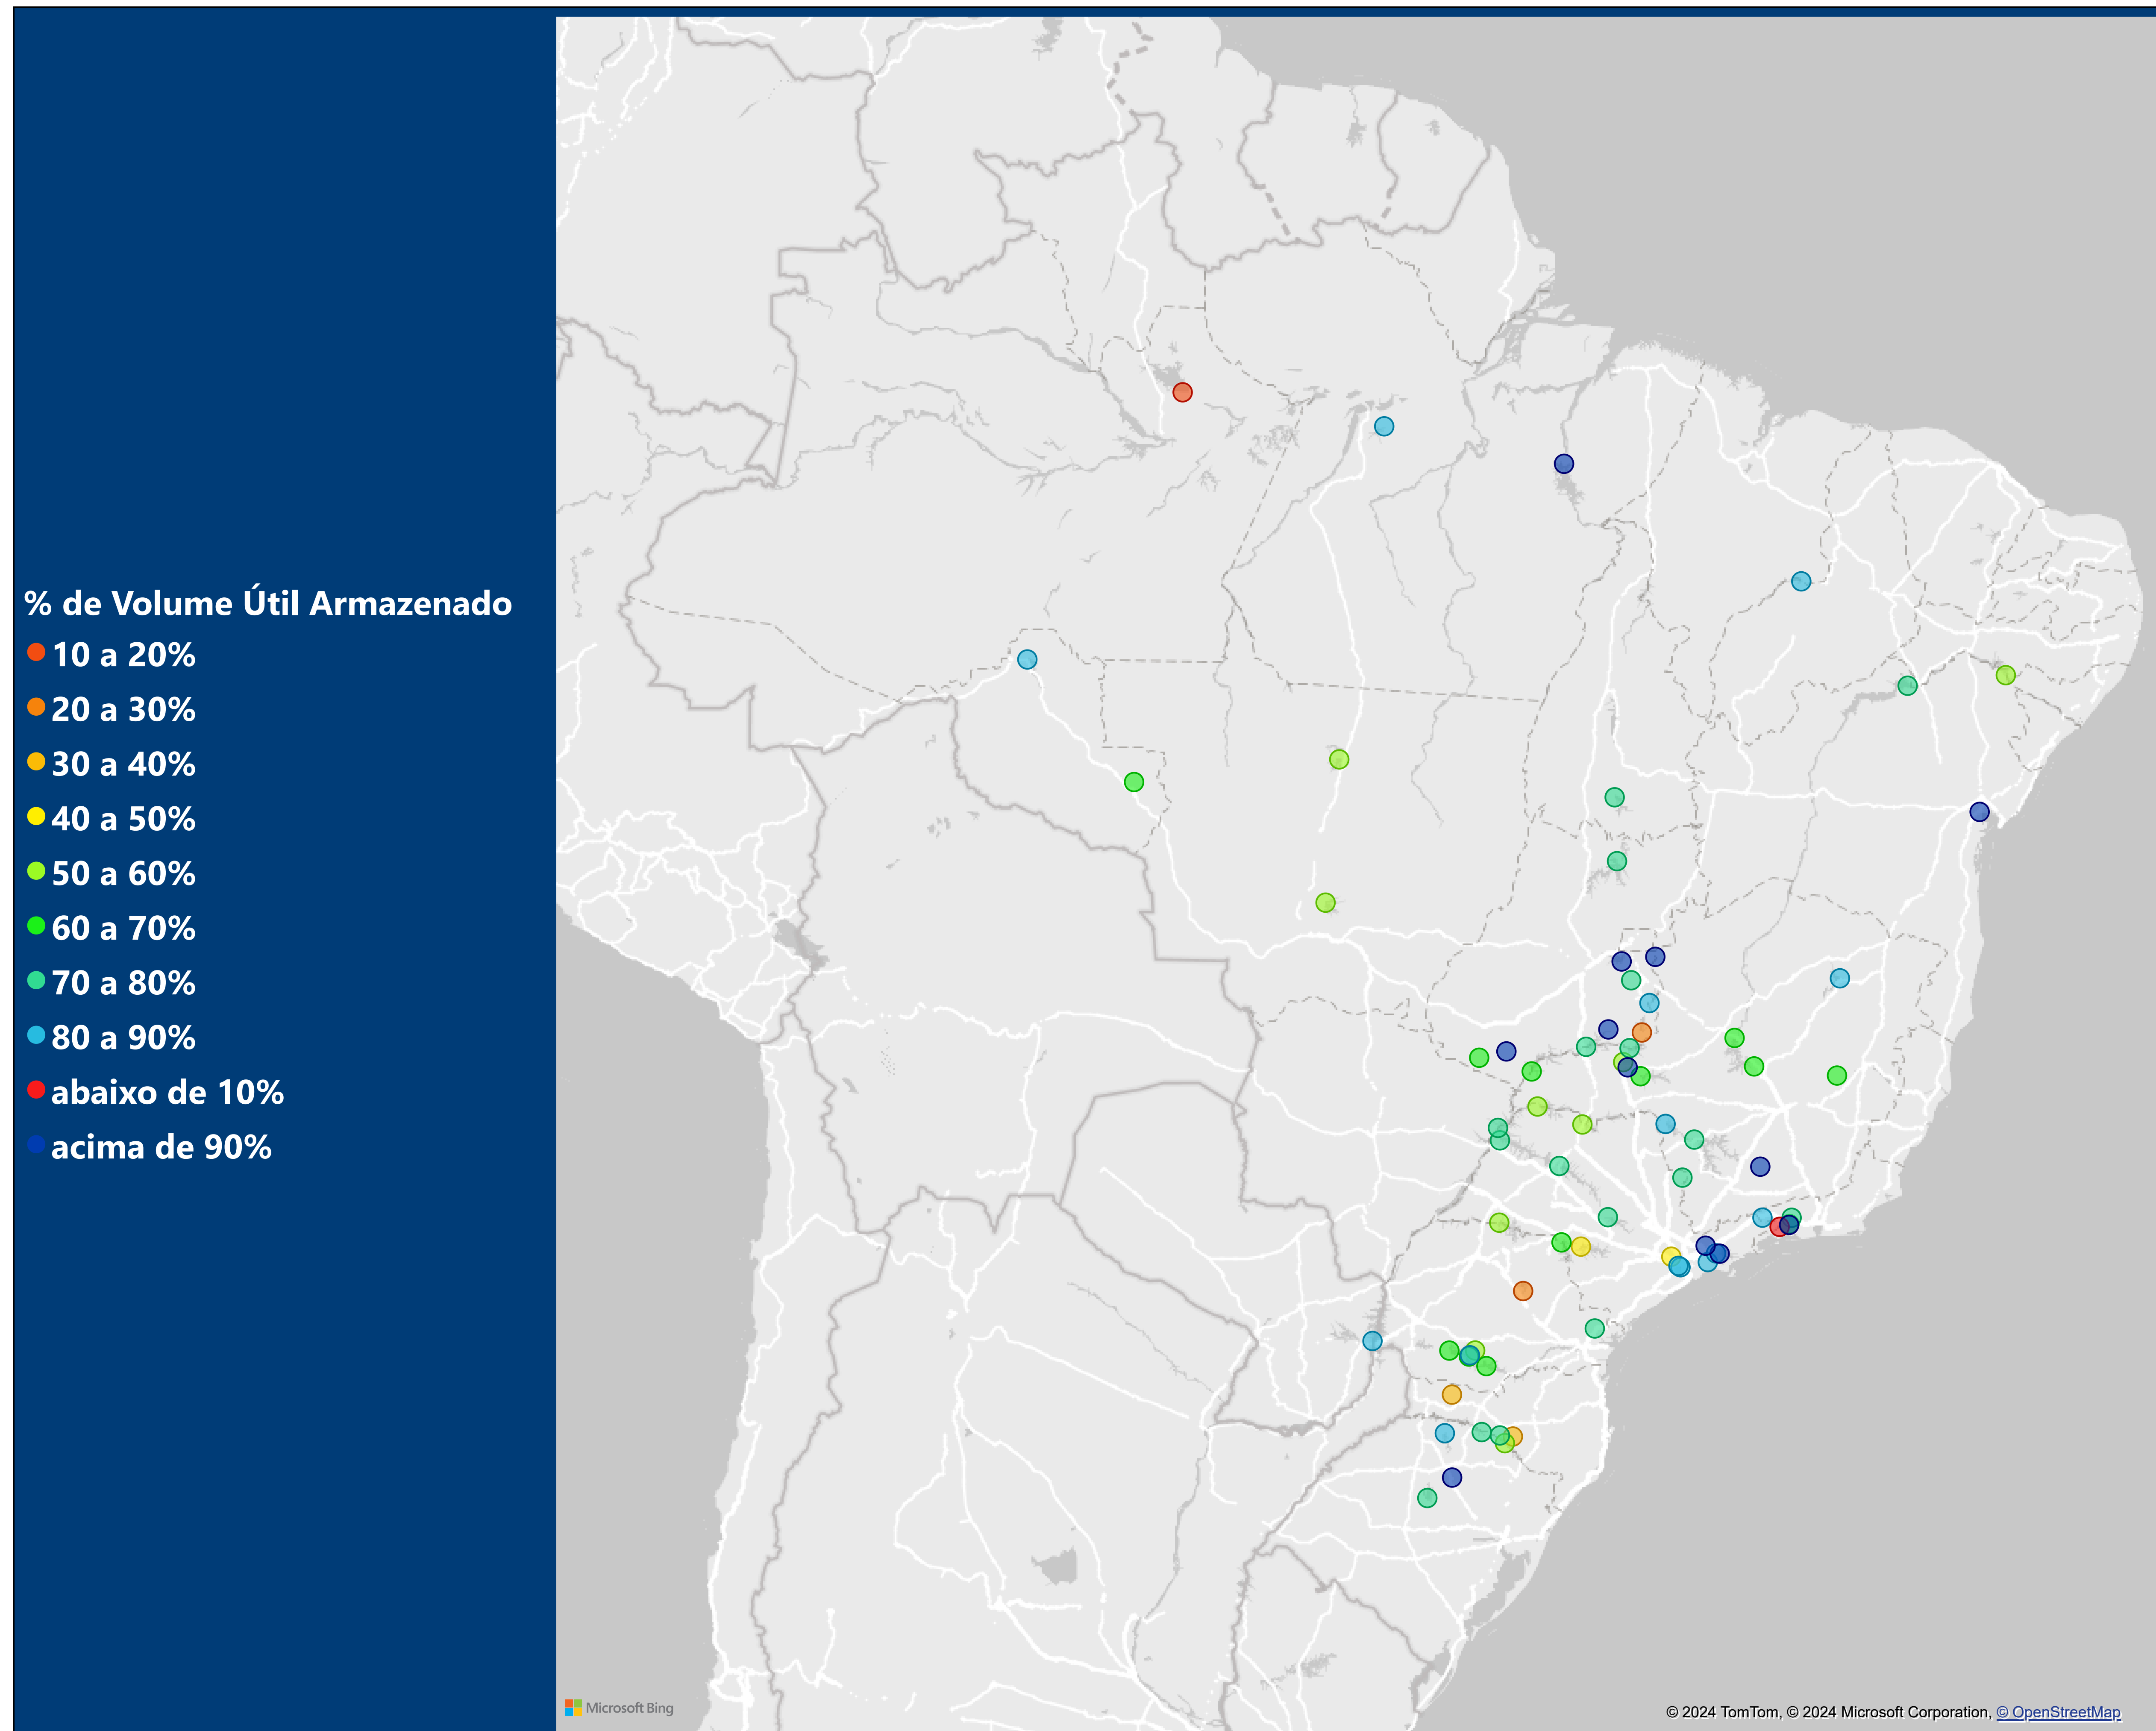 % de Volume Útil Armazenado
10 a 20%
20 a 30%
30 a 40%
40 a 50%
50 a 60%
60 a 70%
70 a 80%
80 a 90%
abaixo de 10%
acima de 90%
Microsoft Bing
© 2024 TomTom, © 2024 Microsoft Corporation, © OpenStreetMap